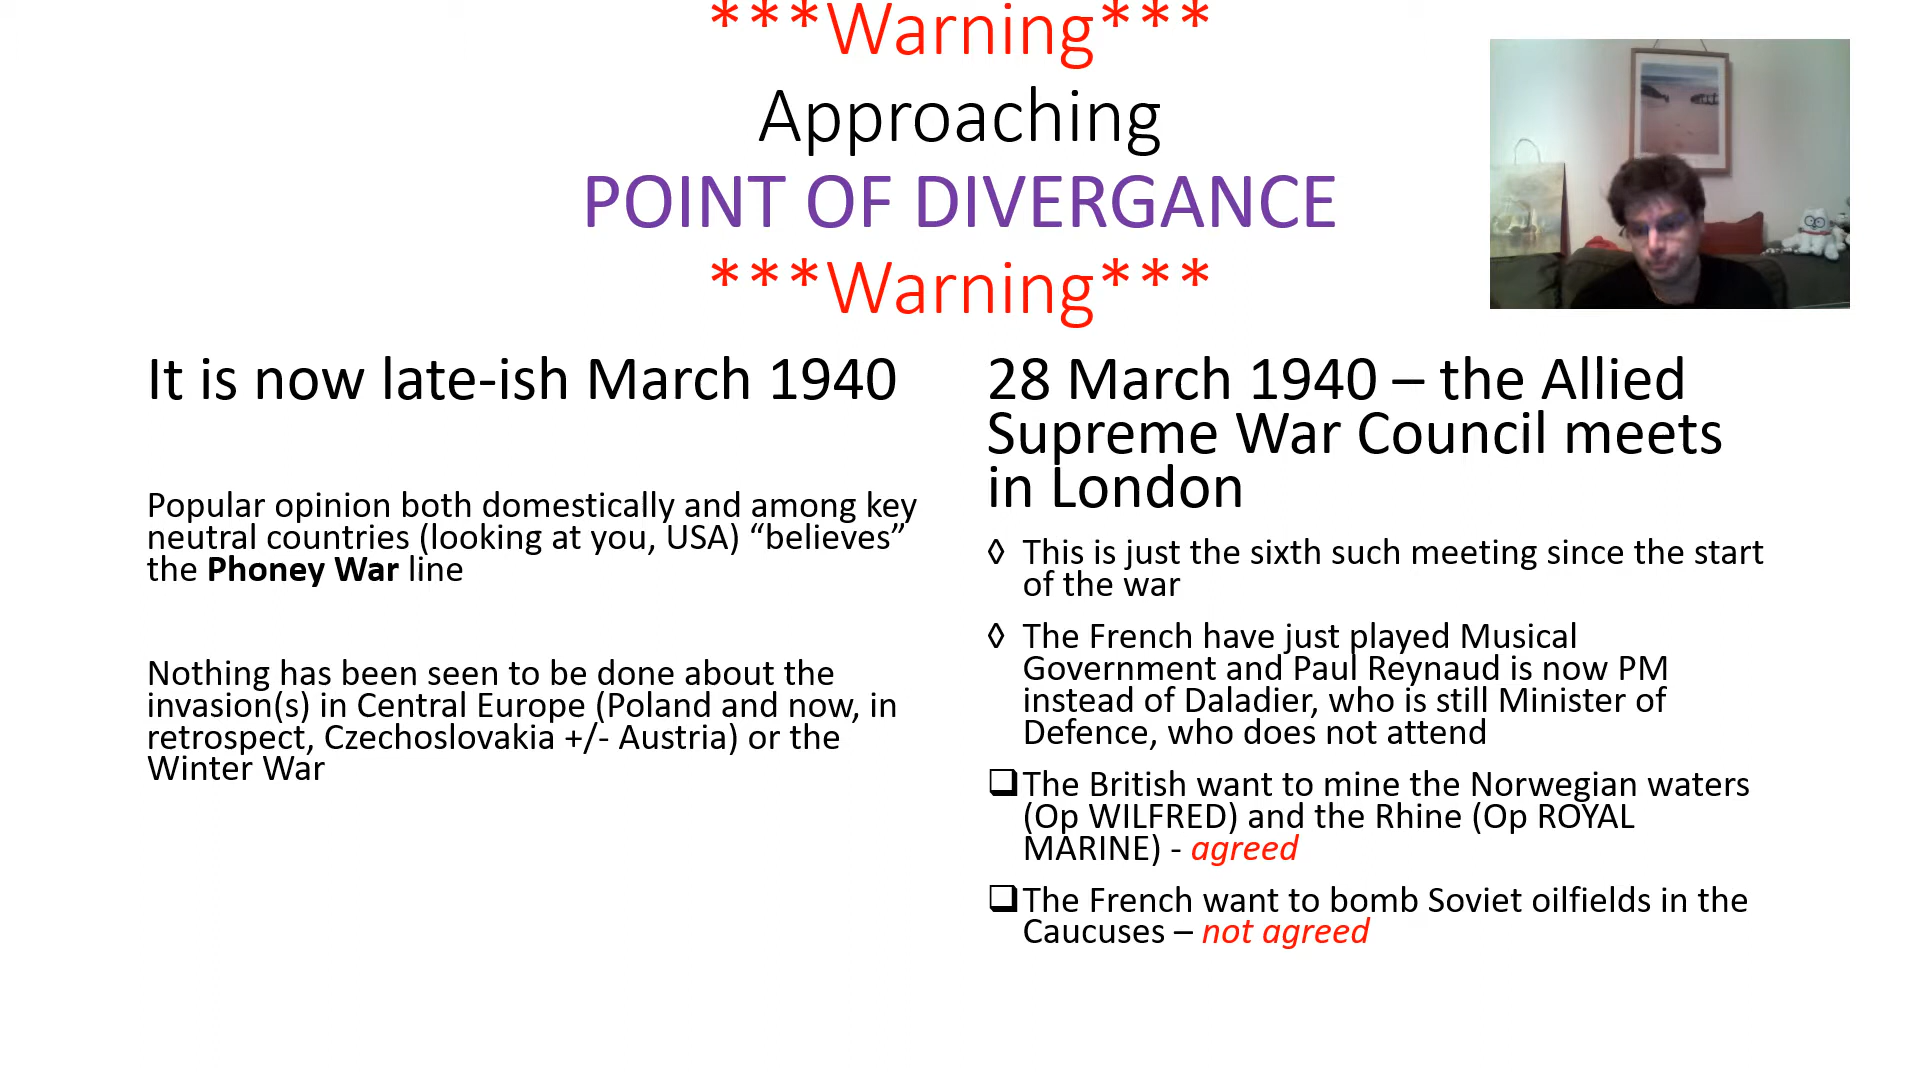 ***Warning***
Approaching
POINT OF DIVERGANCE
***Warning***
It is now late-ish March 1940
Popular opinion both domestically and among key
neutral countries (looking at you, USA) “believes”
the Phoney War line
Nothing has been seen to be done about the
invasion(s) in Central Europe (Poland and now, in
retrospect, Czechoslovakia +/- Austria) or the
Winter War
28 March 1940 – the Allied
Supreme War Council meets
in London
◊ This is just the sixth such meeting since the start
of the war
◊ The French have just played Musical
Government and Paul Reynaud is now PM
instead of Daladier, who is still Minister of
Defence, who does not attend
❑The British want to mine the Norwegian waters
(Op WILFRED) and the Rhine (Op ROYAL
MARINE) - agreed
❑The French want to bomb Soviet oilfields in the
Caucuses – not agreed